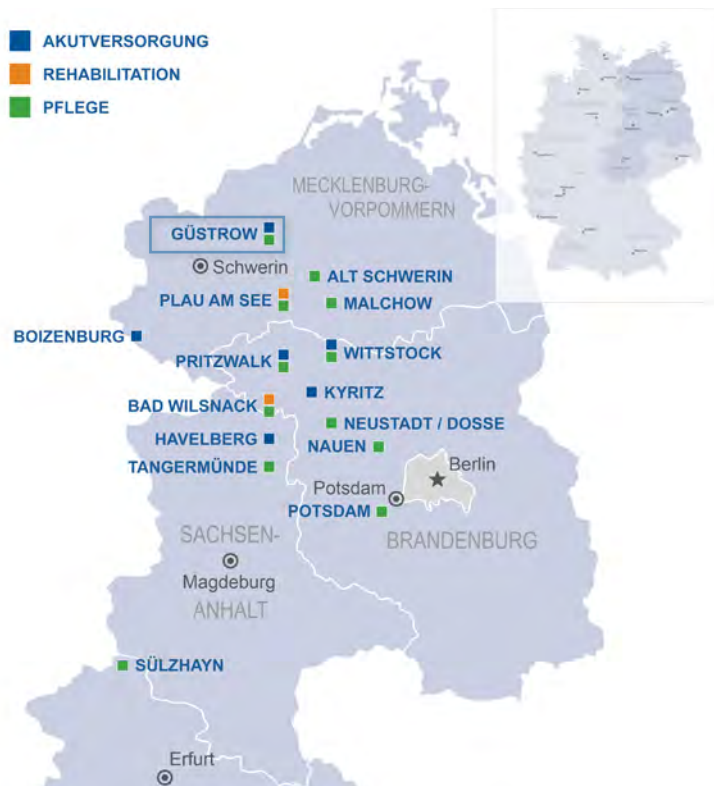 AKUTVERSORGUNG
REHABILITATION
PFLEGE
MECKLENBURG-
VORPOMMERN
GÜSTROW
Schwerin
ALT SCHWERIN
PLAU AM SEE
MALCHOW
BOIZENBURG
PRITZWALK
WITTSTOCK
KYRITZ
BAD WILSNACK
NEUSTADT / DOSSE
HAVELBERG
NAUEN
TANGERMÜNDE
Berlin
Potsdam
POTSDAM
SACHSEN-
BRANDENBURG
Magdeburg
ANHALT
SÜLZHAYN
Erfurt